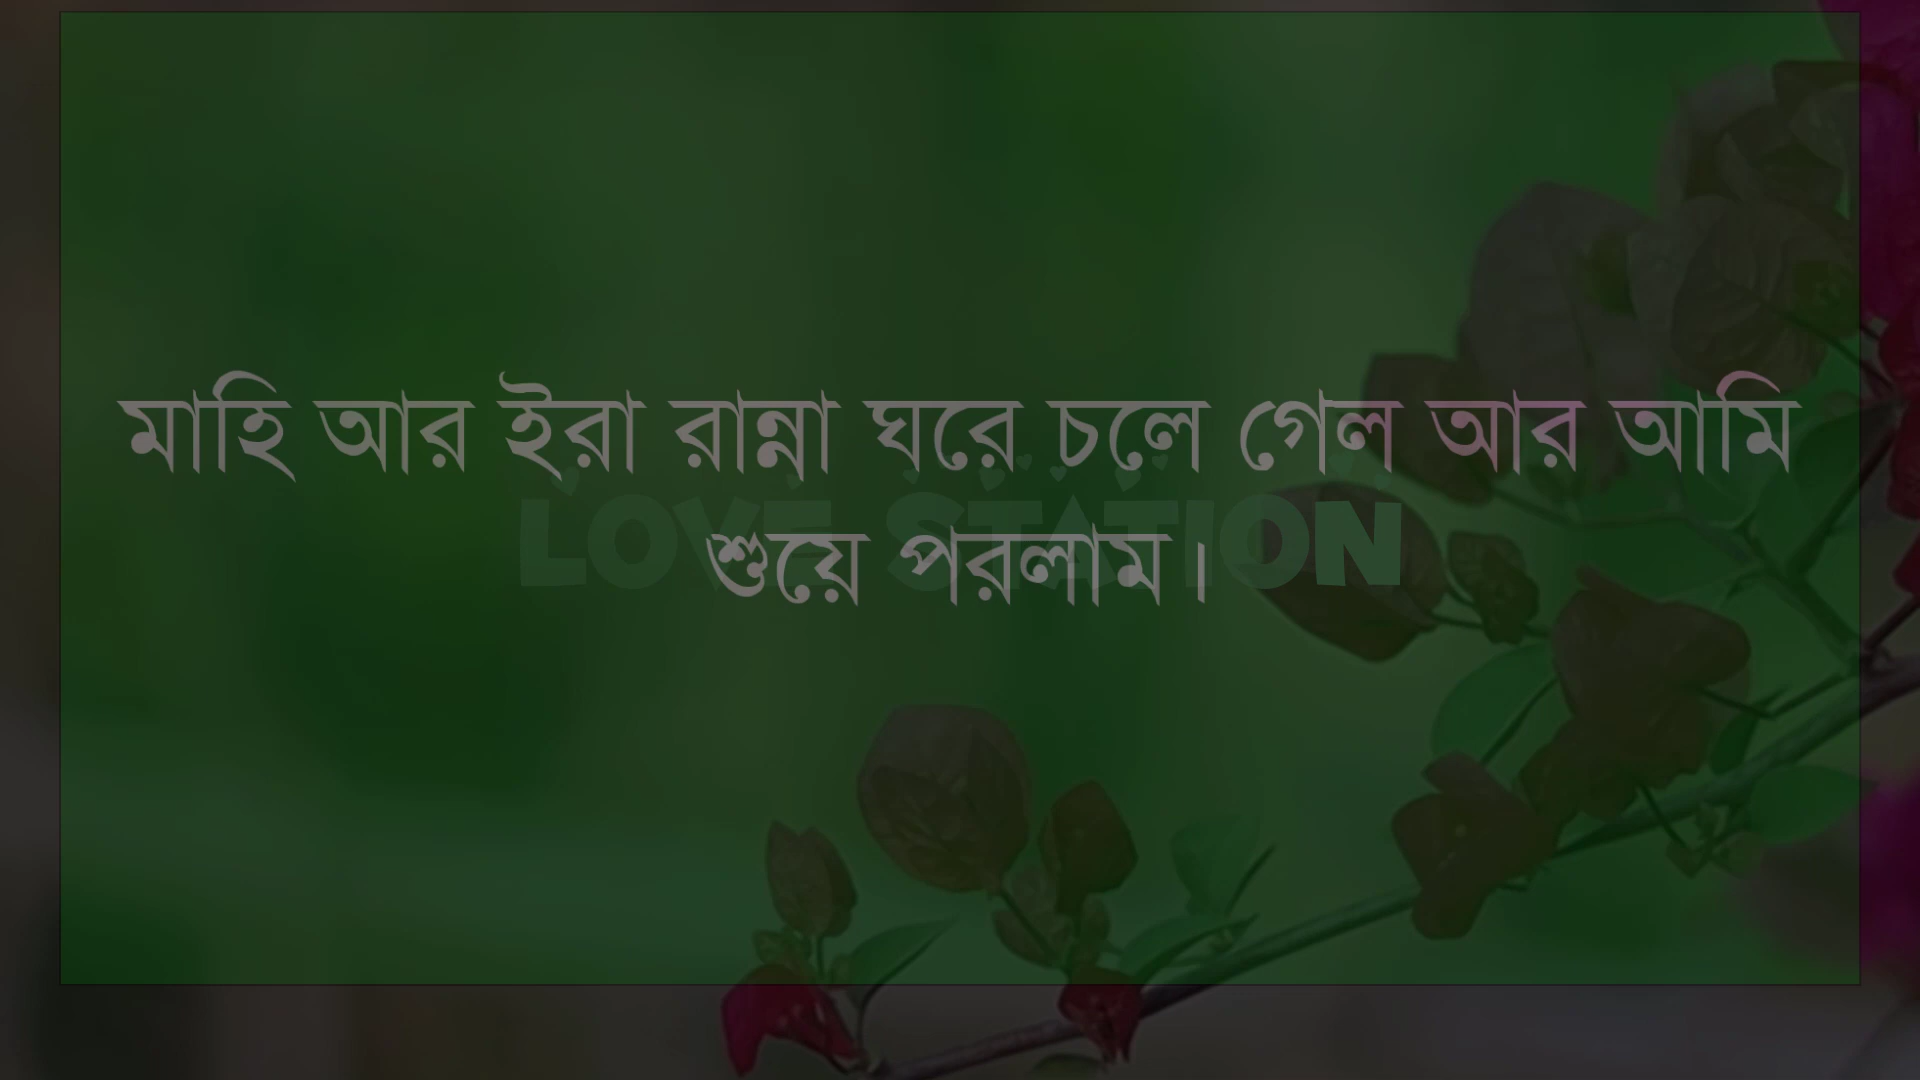 মাহি আর ইরা রান্না ঘরে চলে গেল আর আমি
শুয়ে পরলাম।
LOVE STATION